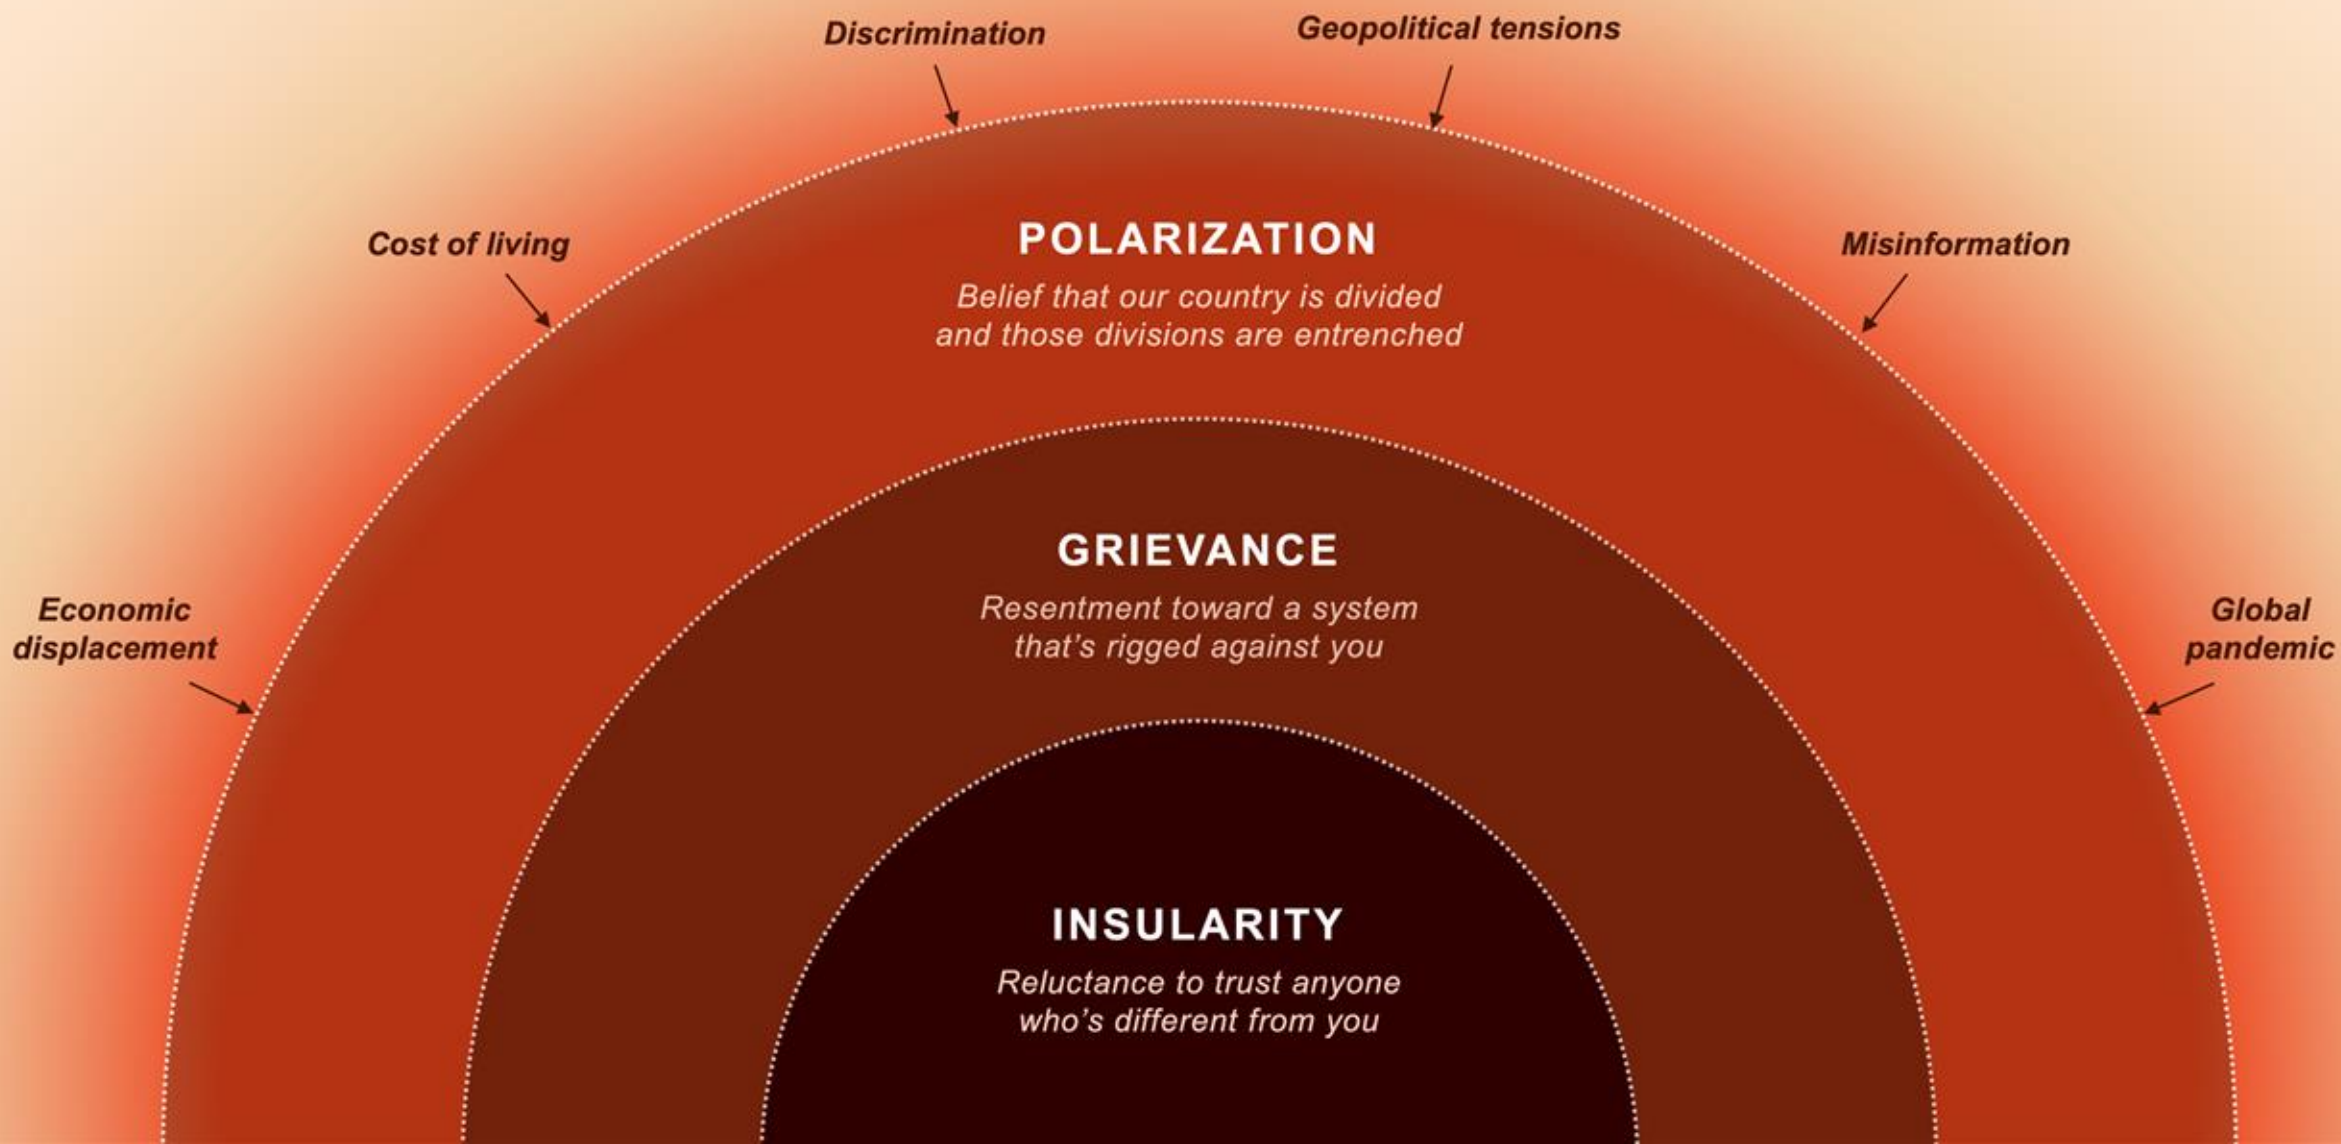 Discrimination
Geopolitical tensions
Cost of living
Misinformation
POLARIZATION
Belief that our country is divided
and those divisions are entrenched
GRIEVANCE
Resentment toward a system
that’s rigged against you
Economic
displacement
Global
pandemic
INSULARITY
Reluctance to trust anyone
who’s different from you